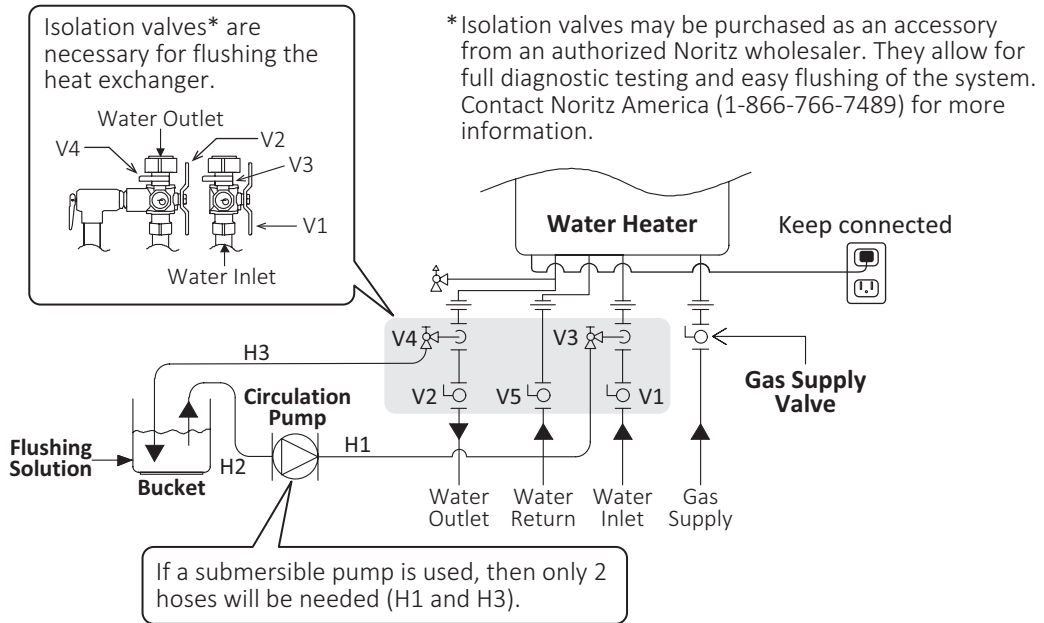 Isolation valves* are
necessary for flushing the
heat exchanger.
Water Outlet
V4
V2
V3
V1
Water Inlet
*Isolation valves may be purchased as an accessory
from an authorized Noritz wholesaler. They allow for
full diagnostic testing and easy flushing of the system.
Contact Noritz America (1-866-766-7489) for more
information.
Water Heater
Keep connected
V4
V3
H3
V2
V5
V1
Gas Supply
Valve
Circulation
Pump
Flushing
Solution
H2
H1
Bucket
Water
Outlet
Water
Return
Water
Inlet
Gas
Supply
If a submersible pump is used, then only 2
hoses will be needed (H1 and H3).